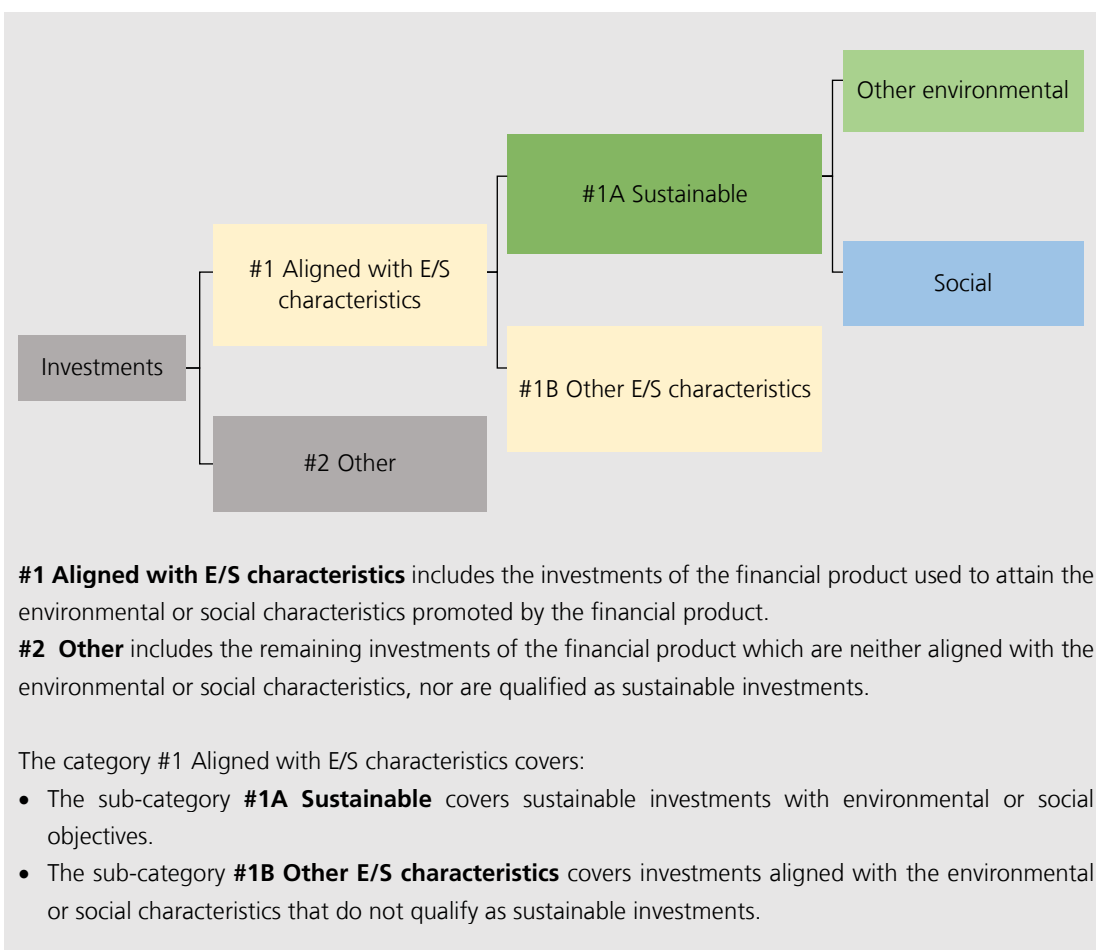 Other environmental
#1A Sustainable
#1 Aligned with E/S
characteristics
Social
Investments
#1B Other E/S characteristics
#2 Other
#1 Aligned with E/S characteristics includes the investments of the financial product used to attain the
environmental or social characteristics promoted by the financial product.
#2 Other includes the remaining investments of the financial product which are neither aligned with the
environmental or social characteristics, nor are qualified as sustainable investments.
The category #1 Aligned with E/S characteristics covers:
• The sub-category #1A Sustainable covers sustainable investments with environmental or social
objectives.
• The sub-category #1B Other E/S characteristics covers investments aligned with the environmental
or social characteristics that do not qualify as sustainable investments.